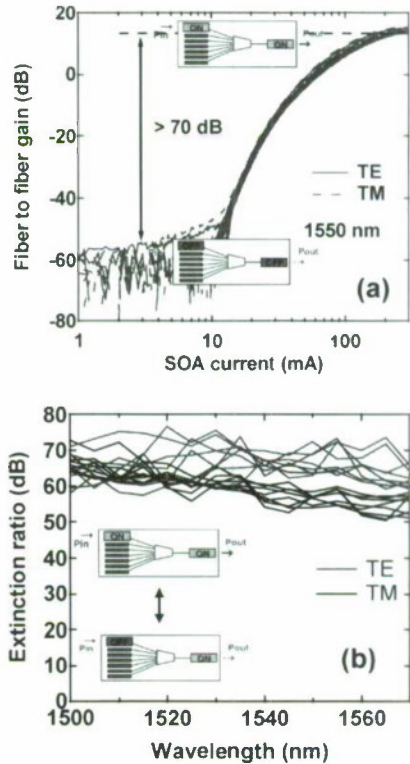 (a)
Fiber to fiber gain (dB)
20
0
-20
-40
-60
-80
ON
Pin
Pout
ON
> 70 dB
TE
TM
1550 nm
OFF
Pout
OFF
1
10
100
SOA current (mA)
(b)
Extinction ratio (dB)
80
70
60
50
40
30
20
10
0
ON
Pin
Pout
ON
TE
TM
OFF
Pin
Pout
ON
1500
1520
1540
1560
Wavelength (nm)